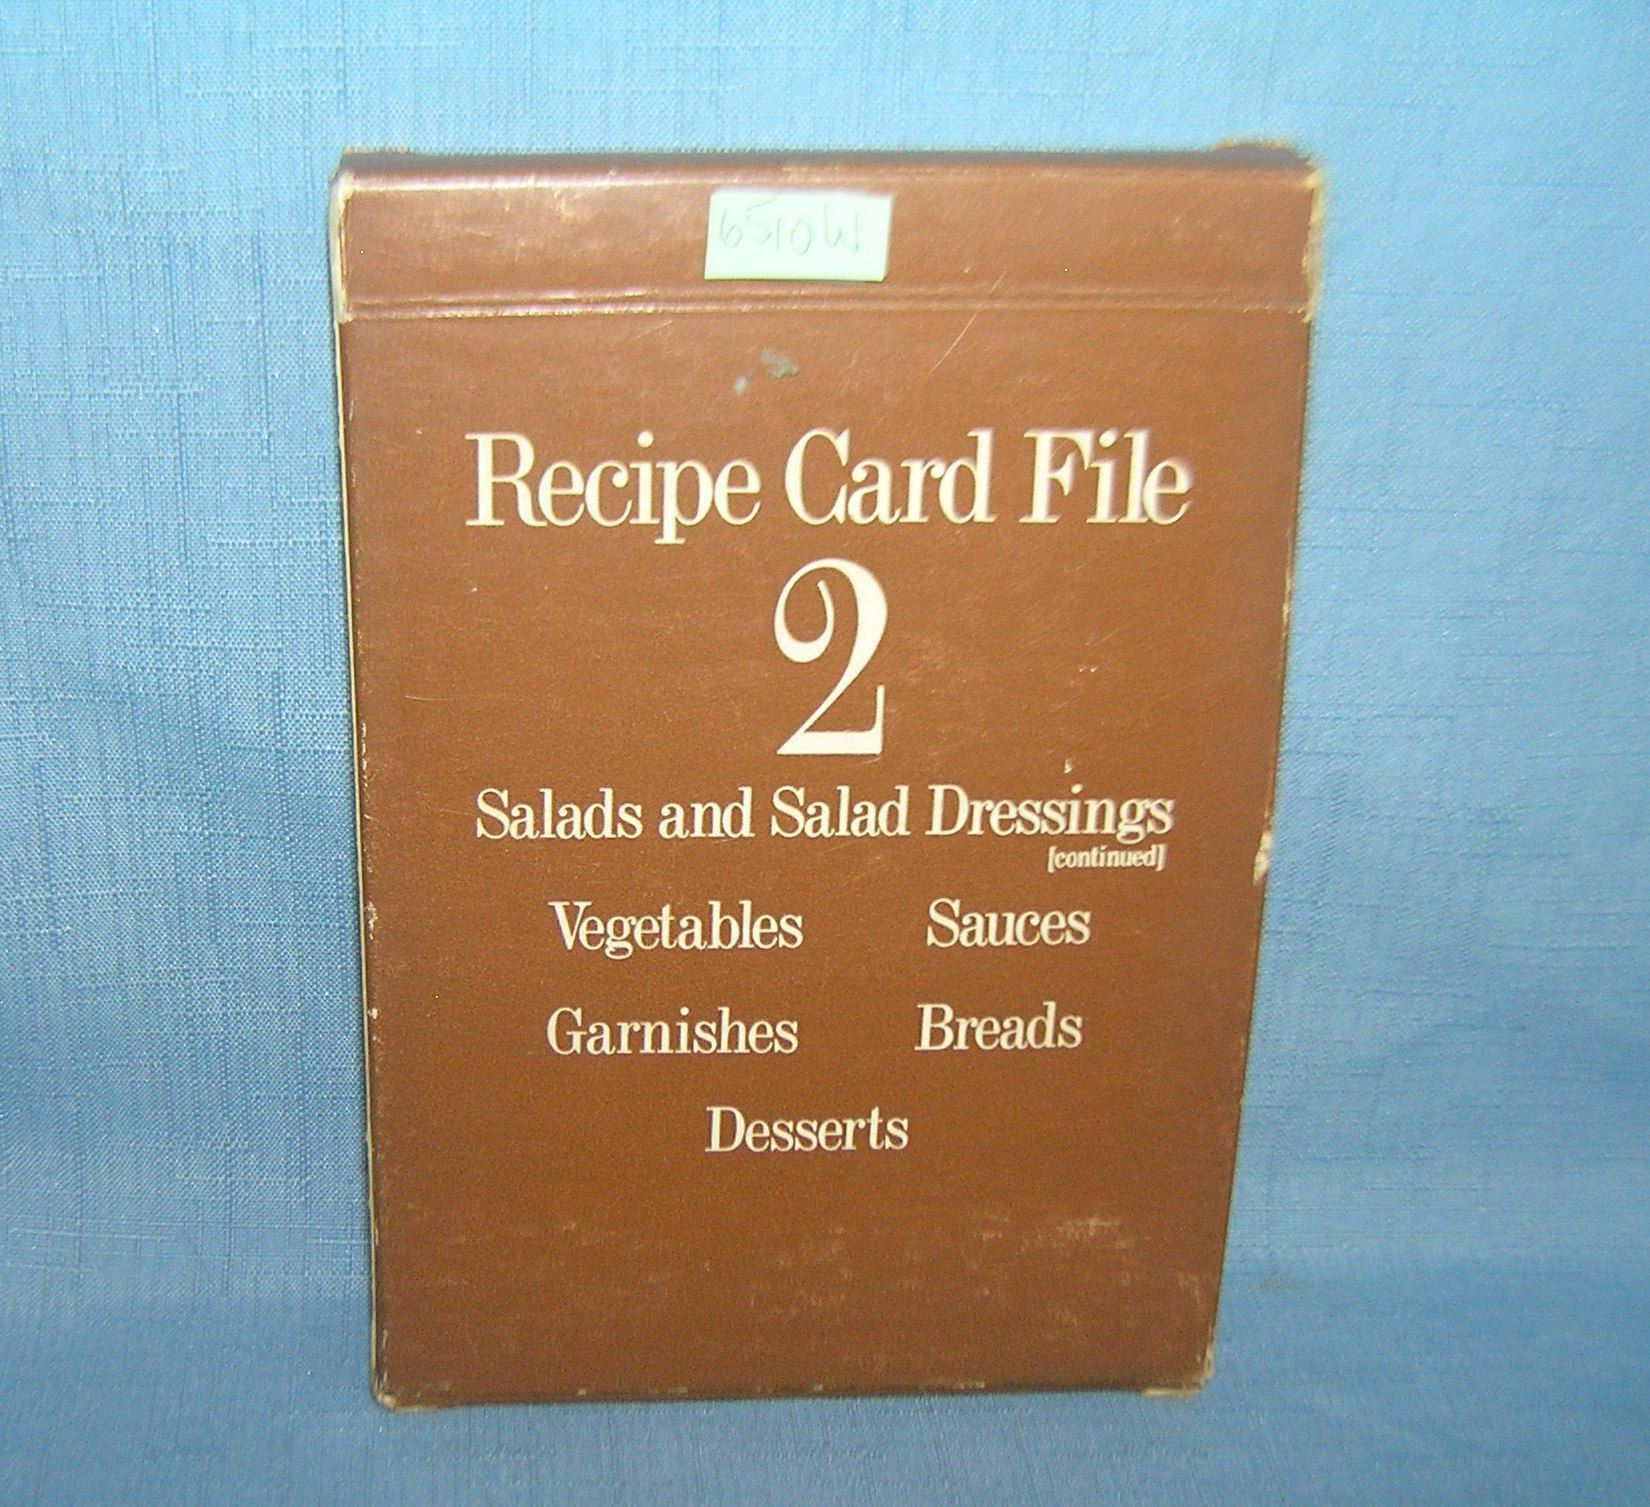 6510W
Recipe Card File
2
Salads and Salad Dressings
[continued]
Vegetables Sauces
Garnishes Breads
Desserts